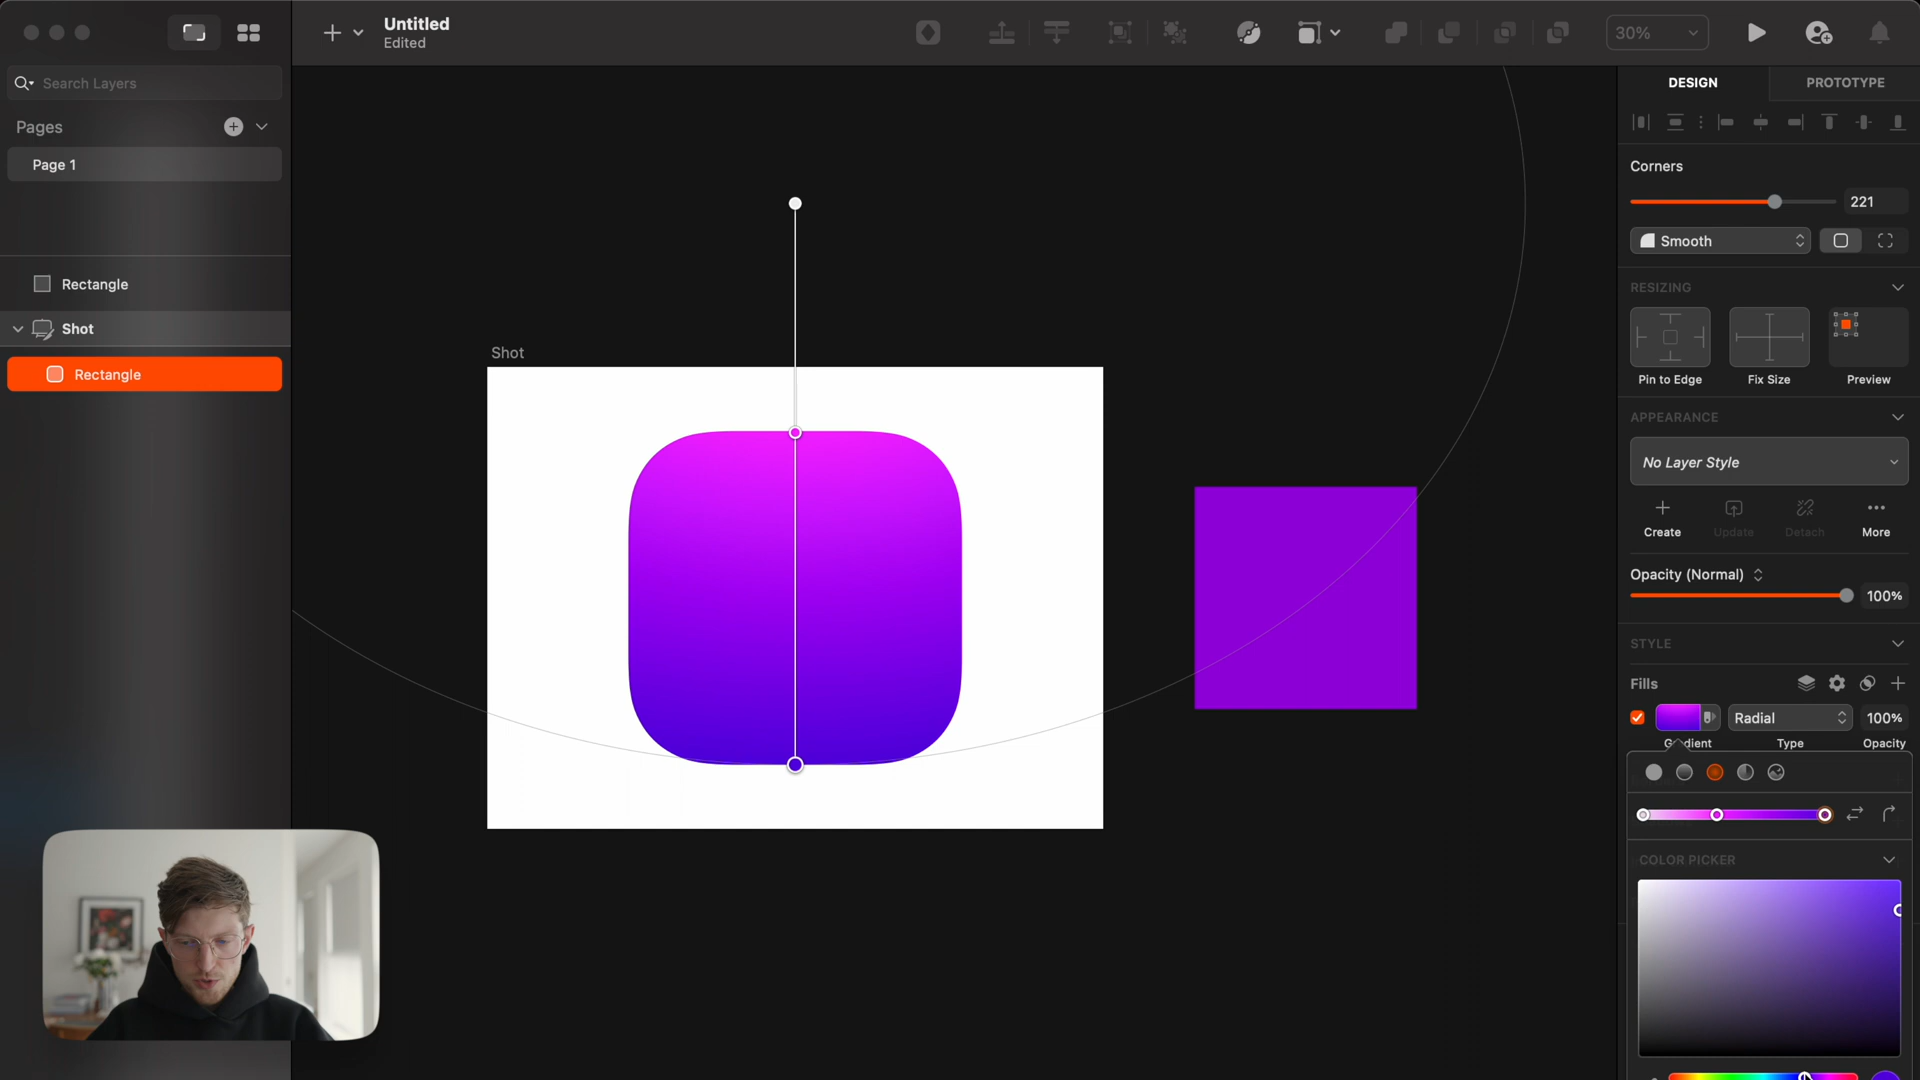 Untitled
Edited
30%
Search Layers
Pages
Page 1
Rectangle
Shot
Rectangle
Shot
DESIGN
PROTOTYPE
Corners
221
Smooth
RESIZING
Pin to Edge
Fix Size
Preview
APPEARANCE
No Layer Style
Create
Update
Detach
More
Opacity (Normal)
100%
STYLE
Fills
Radial
100%
Gradient
Type
Opacity
COLOR PICKER